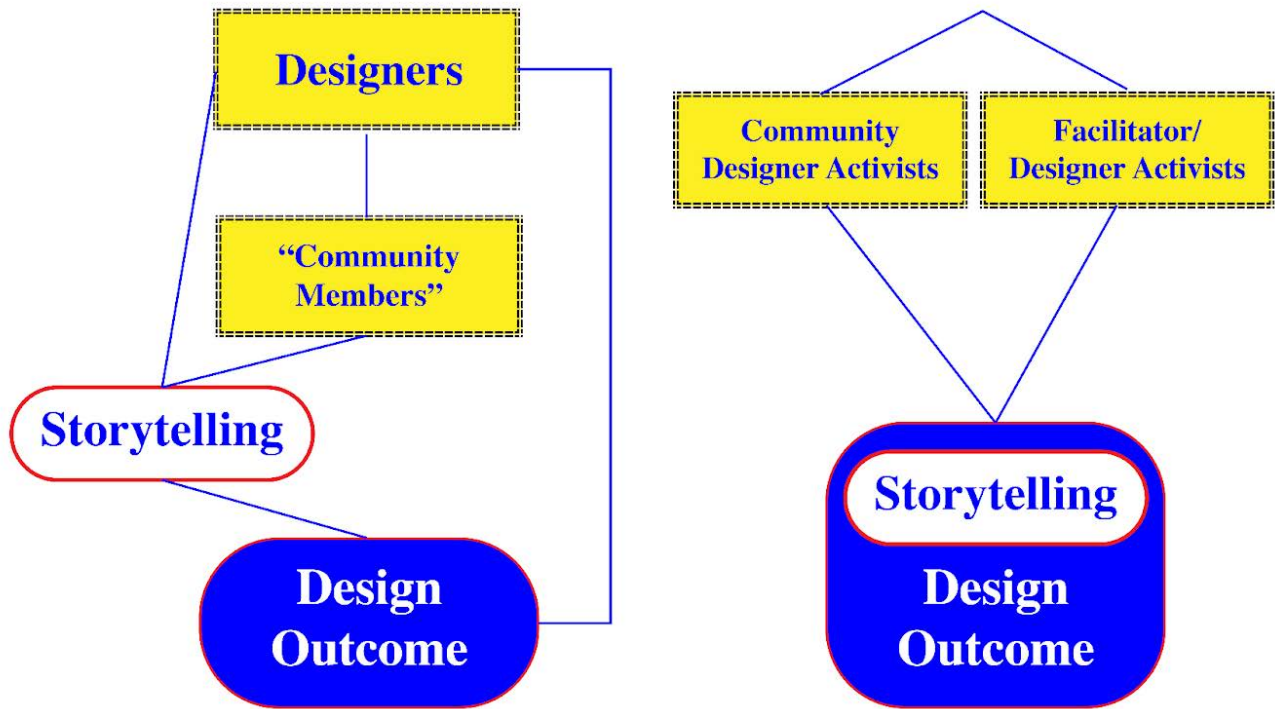 Designers
“Community
Members”
Storytelling
Design
Outcome
Community
Designer Activists
Facilitator/
Designer Activists
Storytelling
Design
Outcome